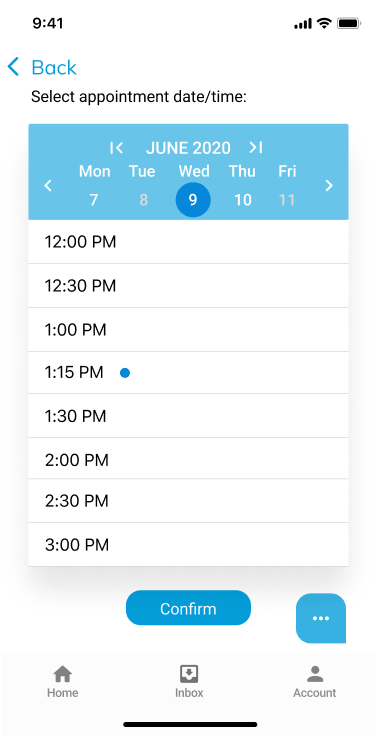 9:41
Back
Select appointment date/time:
JUNE 2020
Mon Tue Wed Thu Fri
7 8 9 10 11
12:00 PM
12:30 PM
1:00 PM
1:15 PM
1:30 PM
2:00 PM
2:30 PM
3:00 PM
Confirm
Home Inbox Account